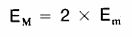 E_M = 2 × E_m